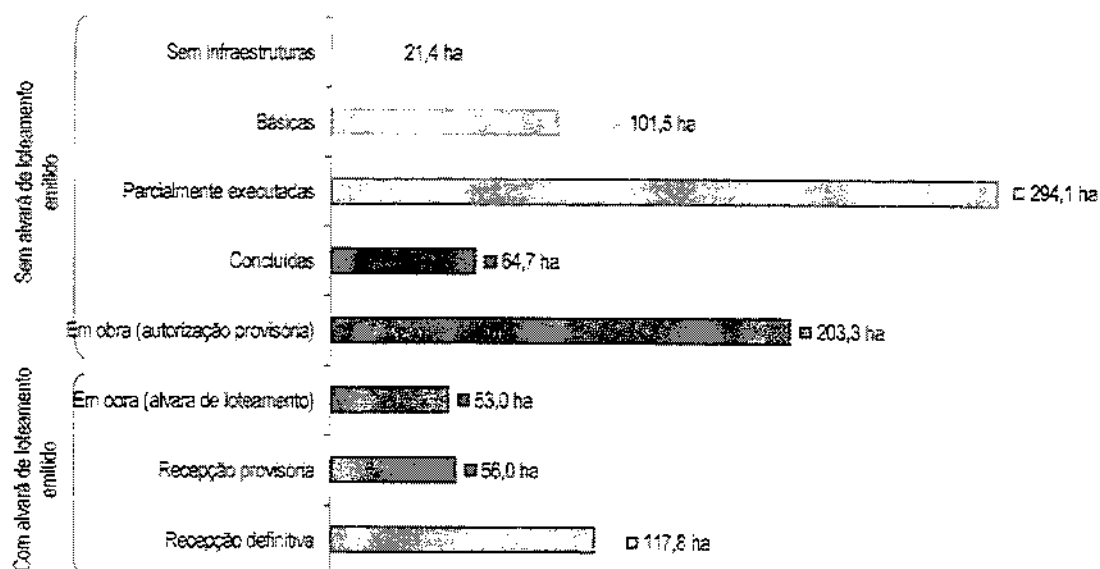 Sem alvará de loteamento
emitido
Sem infraestruturas
21,4 ha
Básicas
101,5 ha
Parcialmente executadas
294,1 ha
Concluídas
64,7 ha
Em obra (autorização provisória)
203,3 ha
Com alvará de loteamento
emitido
Em obra (alvará de loteamento)
53,0 ha
Recepção provisória
56,0 ha
Recepção definitiva
117,8 ha